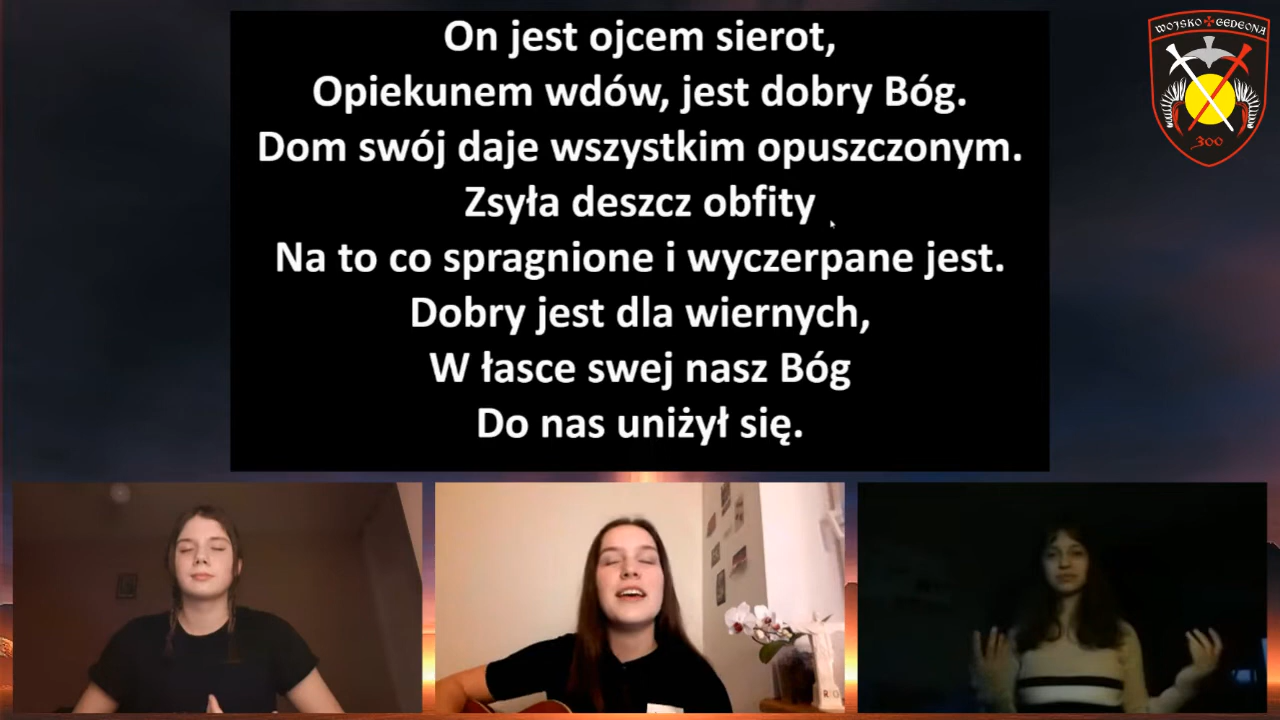 On jest ojcem sierot,
Opiekunem wdów, jest dobry Bóg.
Dom swój daje wszystkim opuszczonym.
Zsyła deszcz obfity
Na to co spragnione i wyczerpane jest.
Dobry jest dla wiernych,
W łasce swej nasz Bóg
Do nas uniżył się.
WOJSKO GEDEONA
300
RIO